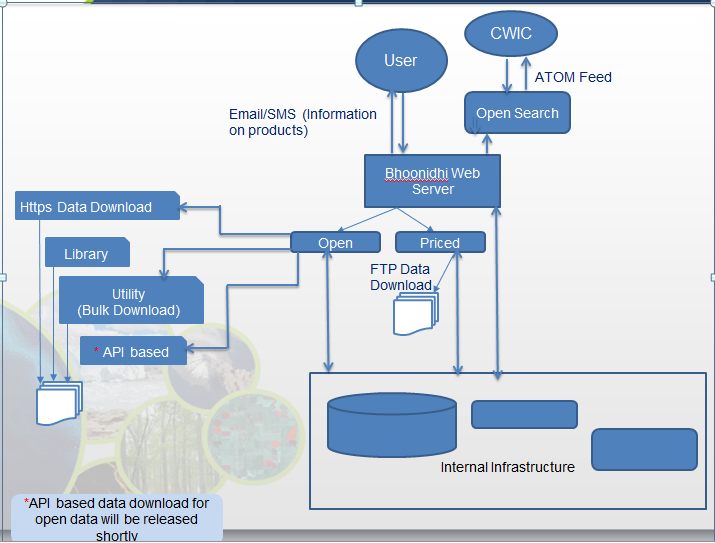 CWIC
User
ATOM Feed
Email/SMS (Information
on products)
Open Search
Bhoonidhi Web
Server
Https Data Download
Open
Priced
Library
FTP Data
Download
Utility
(Bulk Download)
* API based
Internal Infrastructure
*API based data download for
open data will be released
shortly